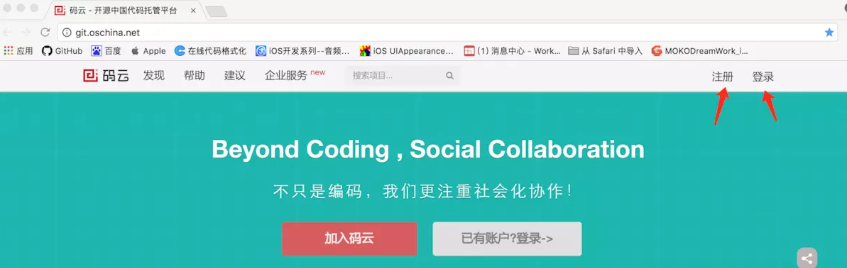 码云 - 开源中国代码托管平台
git.oschina.net
应用 GitHub 百度 Apple 在线代码格式化 iOS开发系列--音频... iOS UIAppearance... (1) 消息中心 - Work... 从 Safari 中导入 MOKODreamWork_i...
码云 发现 帮助 建议 企业服务 new 搜索项目... 注册 登录
Beyond Coding , Social Collaboration
不只是编码，我们更注重社会化协作！
加入码云 已有账户?登录->